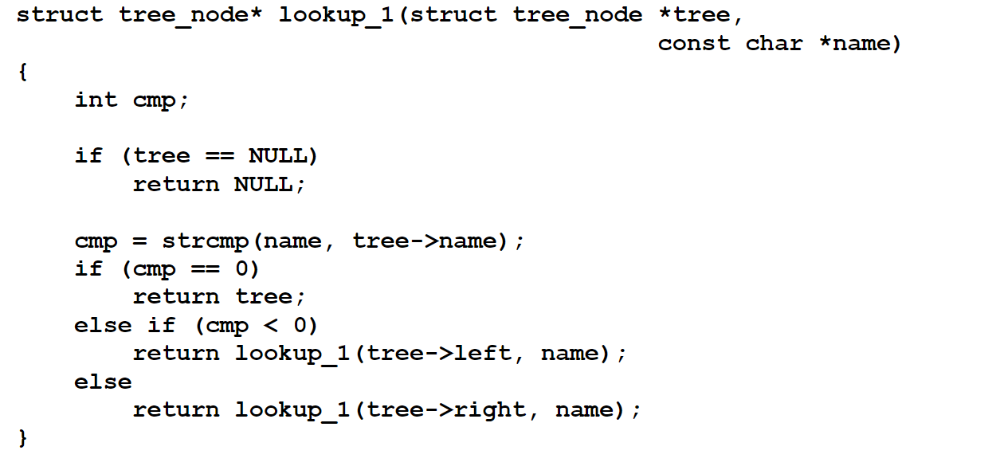 struct tree_node* lookup_1(struct tree_node *tree,
                                            const char *name)
{
    int cmp;

    if (tree == NULL)
        return NULL;

    cmp = strcmp(name, tree->name);
    if (cmp == 0)
        return tree;
    else if (cmp < 0)
        return lookup_1(tree->left, name);
    else
        return lookup_1(tree->right, name);
}